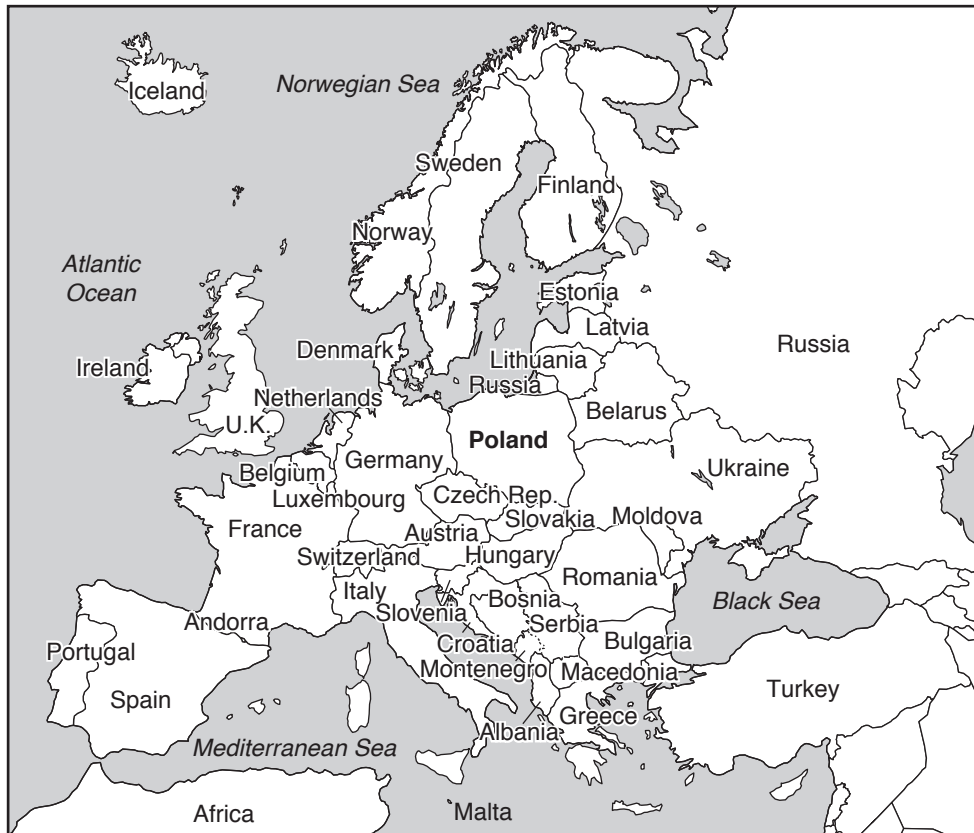 Iceland
Norwegian Sea
Sweden
Finland
Norway
Atlantic
Ocean
Estonia
Latvia
Russia
Denmark
Lithuania
Ireland
Russia
Netherlands
Belarus
U.K.
Poland
Belgium
Germany
Ukraine
Luxembourg
Czech Rep.
Slovakia
Moldova
France
Austria
Switzerland
Hungary
Romania
Italy
Bosnia
Black Sea
Slovenia
Andorra
Serbia
Croatia
Bulgaria
Portugal
Montenegro
Macedonia
Spain
Turkey
Greece
Albania
Mediterranean Sea
Africa
Malta